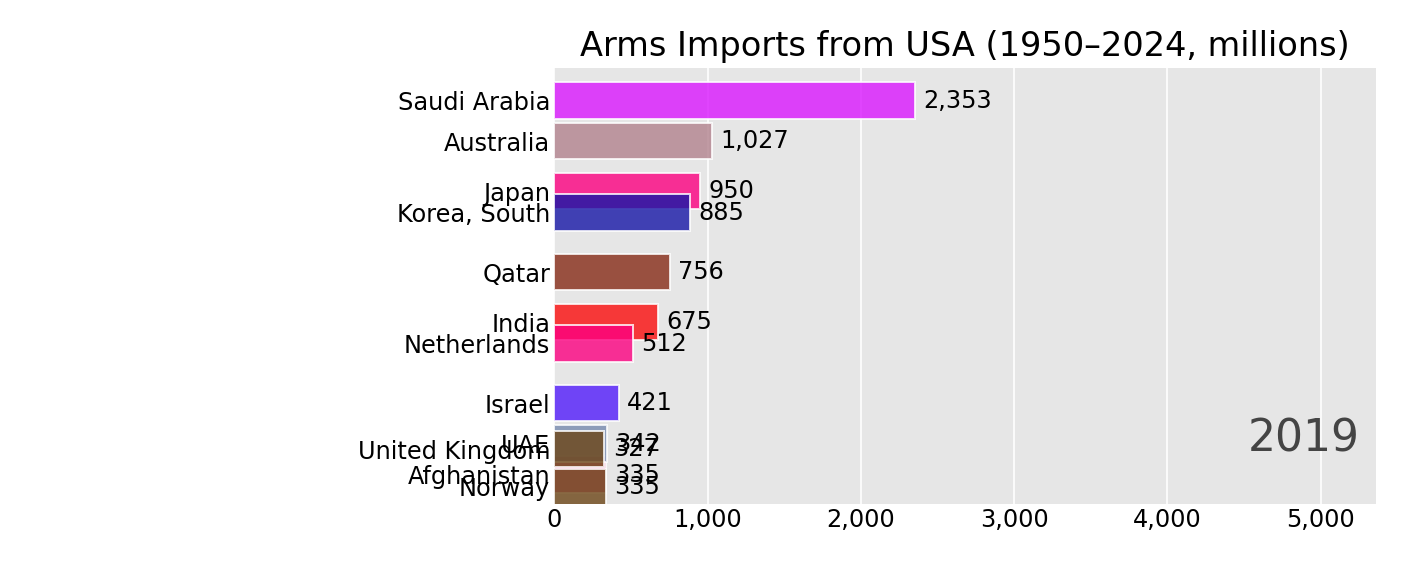 Arms Imports from USA (1950–2024, millions)
Saudi Arabia 2,353
Australia 1,027
Japan 950
Korea, South 885
Qatar 756
India 675
Netherlands 512
Israel 421
UAE 342
United Kingdom 327
Afghanistan 335
Norway 335
2019
0 1,000 2,000 3,000 4,000 5,000